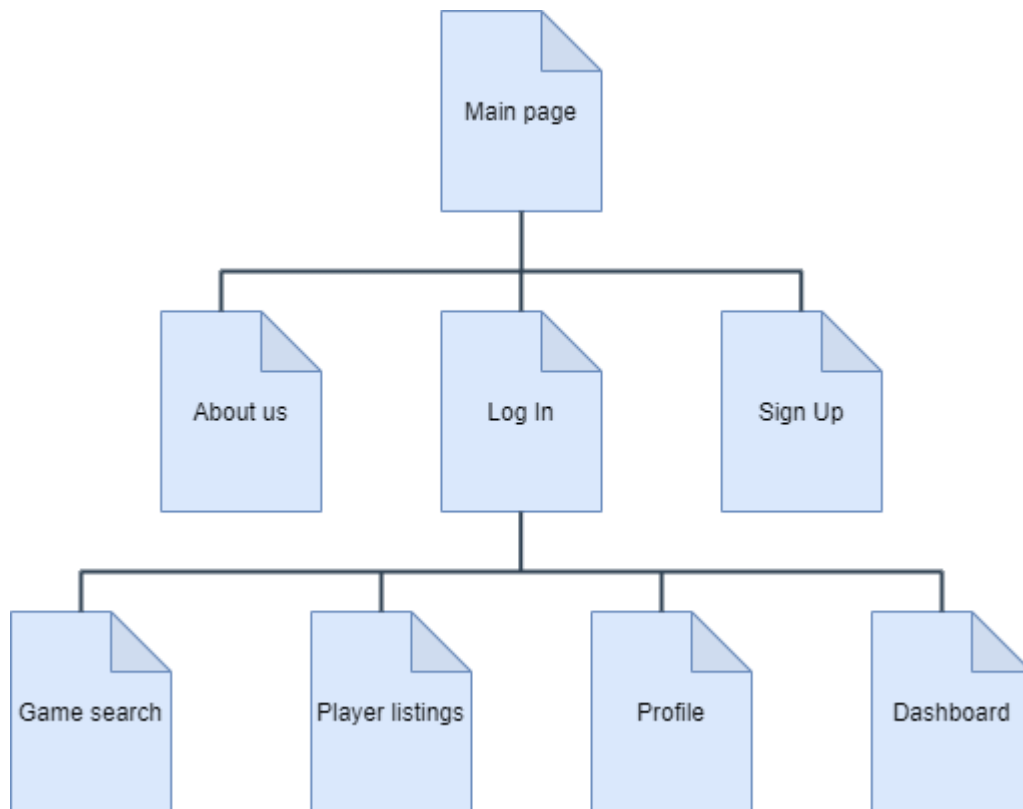 Main page
About us
Log In
Sign Up
Game search
Player listings
Profile
Dashboard